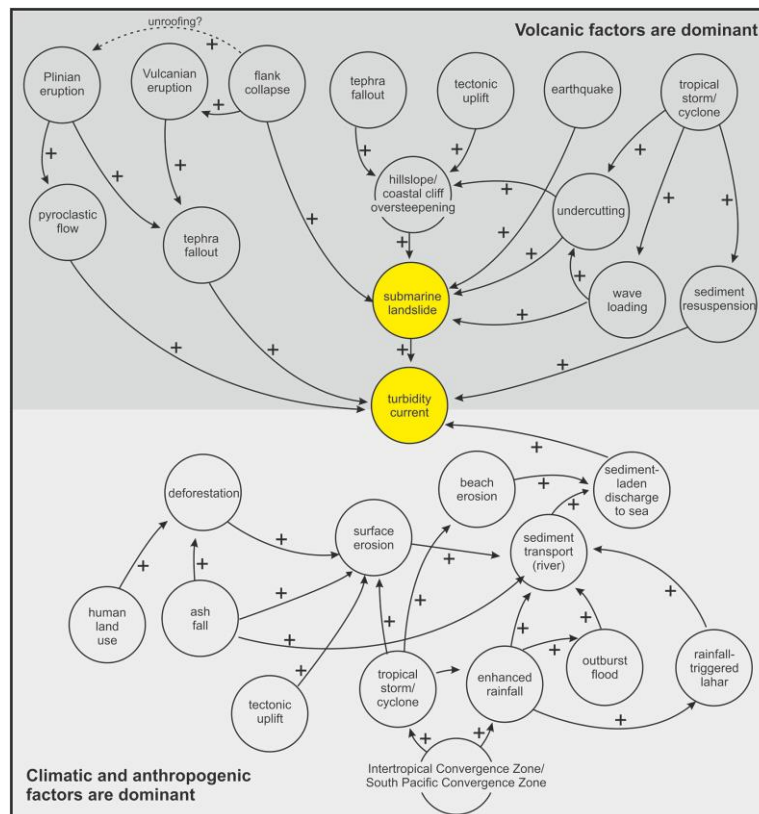 unroofing?
Volcanic factors are dominant
Plinian
eruption
Vulcanian
eruption
flank
collapse
tephra
fallout
tectonic
uplift
earthquake
tropical
storm/
cyclone
+
+
+
+
+
+
+
+
+
pyroclastic
flow
tephra
fallout
hillslope/
coastal cliff
oversteepening
undercutting
+
+
+
+
+
+
submarine
landslide
wave
loading
sediment
resuspension
+
+
+
+
+
turbidity
current
+
deforestation
beach
erosion
sediment-
laden
discharge
to sea
+
+
surface
erosion
sediment
transport
(river)
+
+
+
+
+
+
+
human
land
use
ash
fall
+
+
+
+
+
tectonic
uplift
tropical
storm/
cyclone
enhanced
rainfall
outburst
flood
rainfall-
triggered
lahar
+
+
+
+
Intertropical Convergence Zone/
South Pacific Convergence Zone
Climatic and anthropogenic
factors are dominant